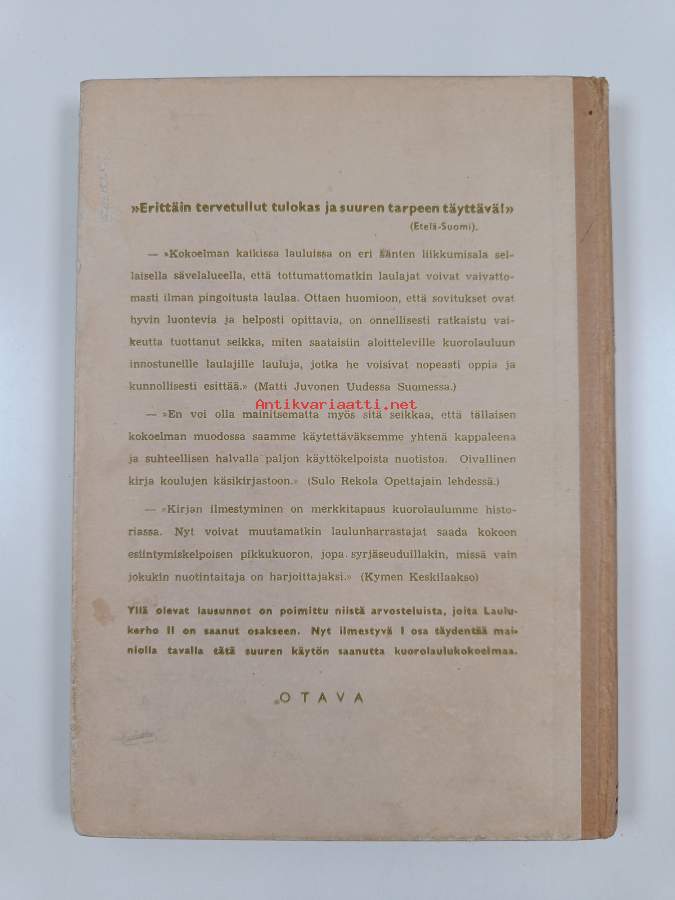 »Erittäin tervetullut tulokas ja suuren tarpeen täyttävä!»
(Etelä-Suomi).
— »Kokoelman kaikissa lauluissa on eri äänten liikkumisala sel-
laisella sävelalueella, että tottumattomatkin laulajat voivat vaivatto-
masti ilman pingoitusta laulaa. Ottaen huomioon, että sovitukset ovat
hyvin luontevia ja helposti opittavia, on onnellisesti ratkaistu vai-
keutta tuottanut seikka, miten saataisiin aloitteleville kuorolauluun
innostuneille laulajille lauluja, jotka he voisivat nopeasti oppia ja
kunnollisesti esittää.» (Matti Juvonen Uudessa Suomessa.)
Antikvariaatti.net
— »En voi olla mainitsematta myös sitä seikkaa, että tällaisen
kokoelman muodossa saamme käytettäväksemme yhtenä kappaleena
ja suhteellisen halvalla paljon käyttökelpoista nuotistoa. Oivallinen
kirja koulujen käsikirjastoon.» (Sulo Rekola Opettajain lehdessä.)
— »Kirjan ilmestyminen on merkkitapaus kuorolaulumme histo-
riassa. Nyt voivat muutamatkin laulunharrastajat saada kokoon
esiintymiskelpoisen pikkukuoron, jopa syrjäseuduillakin, missä vain
jokukin nuotintaitaja on harjoittajaksi.» (Kymen Keskilaakso)
Yllä olevat lausunnot on poimittu niistä arvosteluista, joita Laulu-
kerho II on saanut osakseen. Nyt ilmestyvä I osa täydentää mai-
niolla tavalla tätä suuren käytön saanutta kuorolaulukokoelmaa.
OTAVA